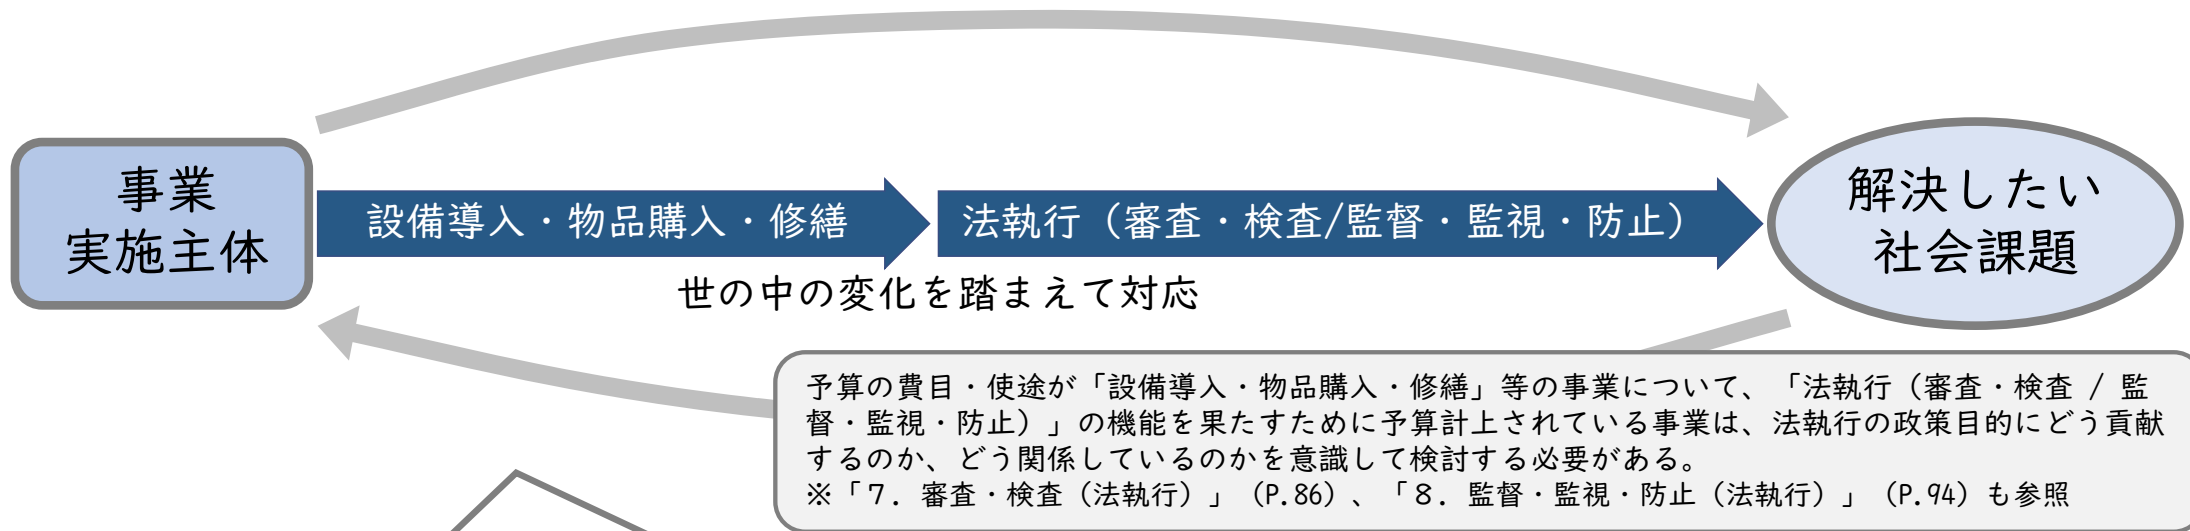 事業
実施主体
設備導入・物品購入・修繕
法執行（審査・検査/監督・監視・防止）
解決したい
社会課題
世の中の変化を踏まえて対応
予算の費目・使途が「設備導入・物品購入・修繕」等の事業について、「法執行（審査・検査 / 監
督・監視・防止）」の機能を果たすために予算計上されている事業は、法執行の政策目的にどう貢献
するのか、どう関係しているのかを意識して検討する必要がある。
※「７．審査・検査（法執行）」（P.86）、「８．監督・監視・防止（法執行）」（P.94）も参照